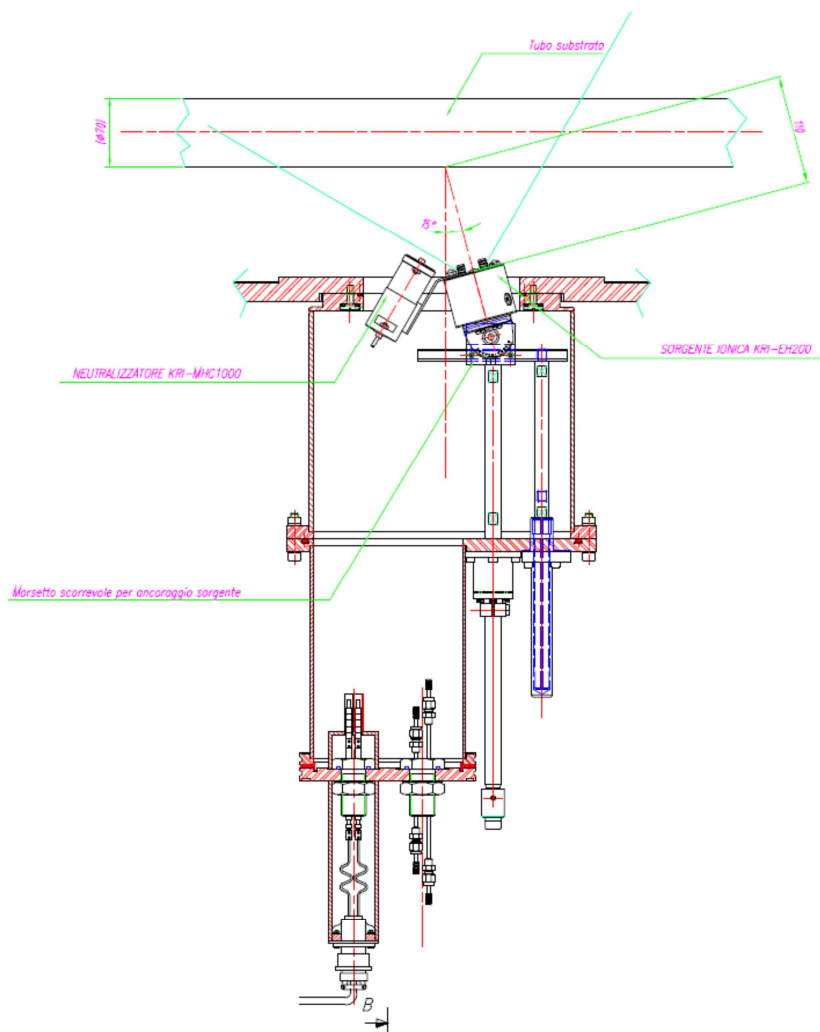 Tubo substrato
(ø70)
110
15°
SORGENTE IONICA KRI-EH200
NEUTRALIZZATORE KRI-MHC1000
Morsetto scorrevole per ancoraggio sorgente
B